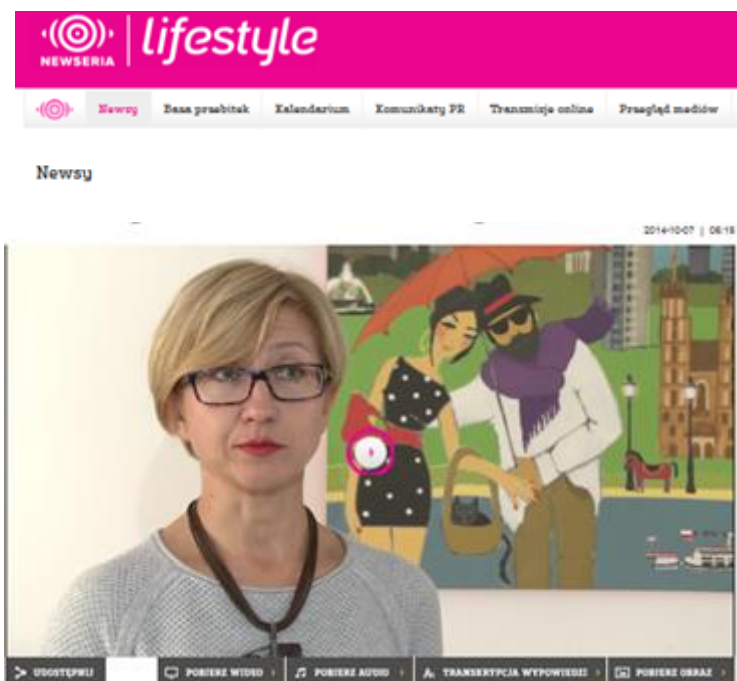 lifestyle
NEWSERIA
Newsy Baza przebitek Kalendarium Komunikaty PR Transmisje online Przegląd mediów
Newsy
2014-10-07 | 06:15
UDOSTĘPNIJ POBIERZ WIDEO POBIERZ AUDIO TRANSKRYPCJA WYPOWIEDZI POBIERZ OBRAZ